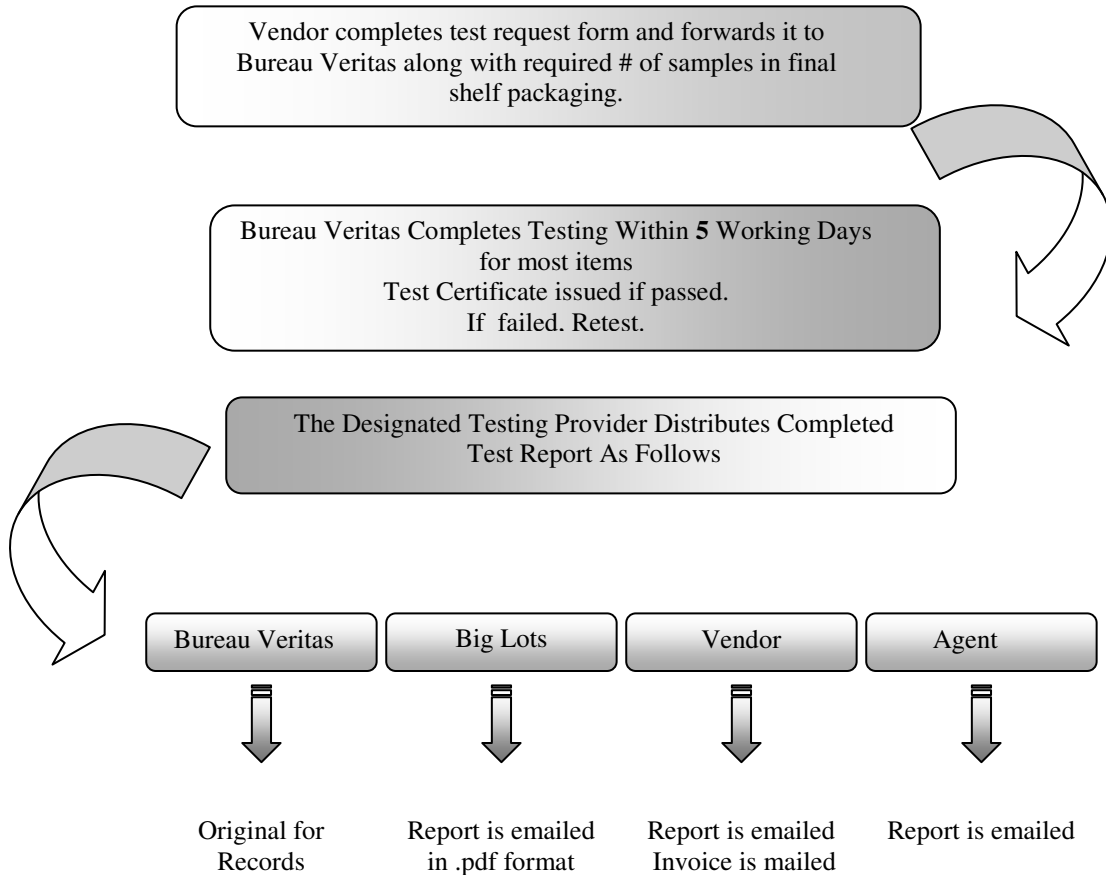 Vendor completes test request form and forwards it to
Bureau Veritas along with required # of samples in final
shelf packaging.
Bureau Veritas Completes Testing Within 5 Working Days
for most items
Test Certificate issued if passed.
If failed. Retest.
The Designated Testing Provider Distributes Completed
Test Report As Follows
Bureau Veritas
Big Lots
Vendor
Agent
Original for
Records
Report is emailed
in .pdf format
Report is emailed
Invoice is mailed
Report is emailed